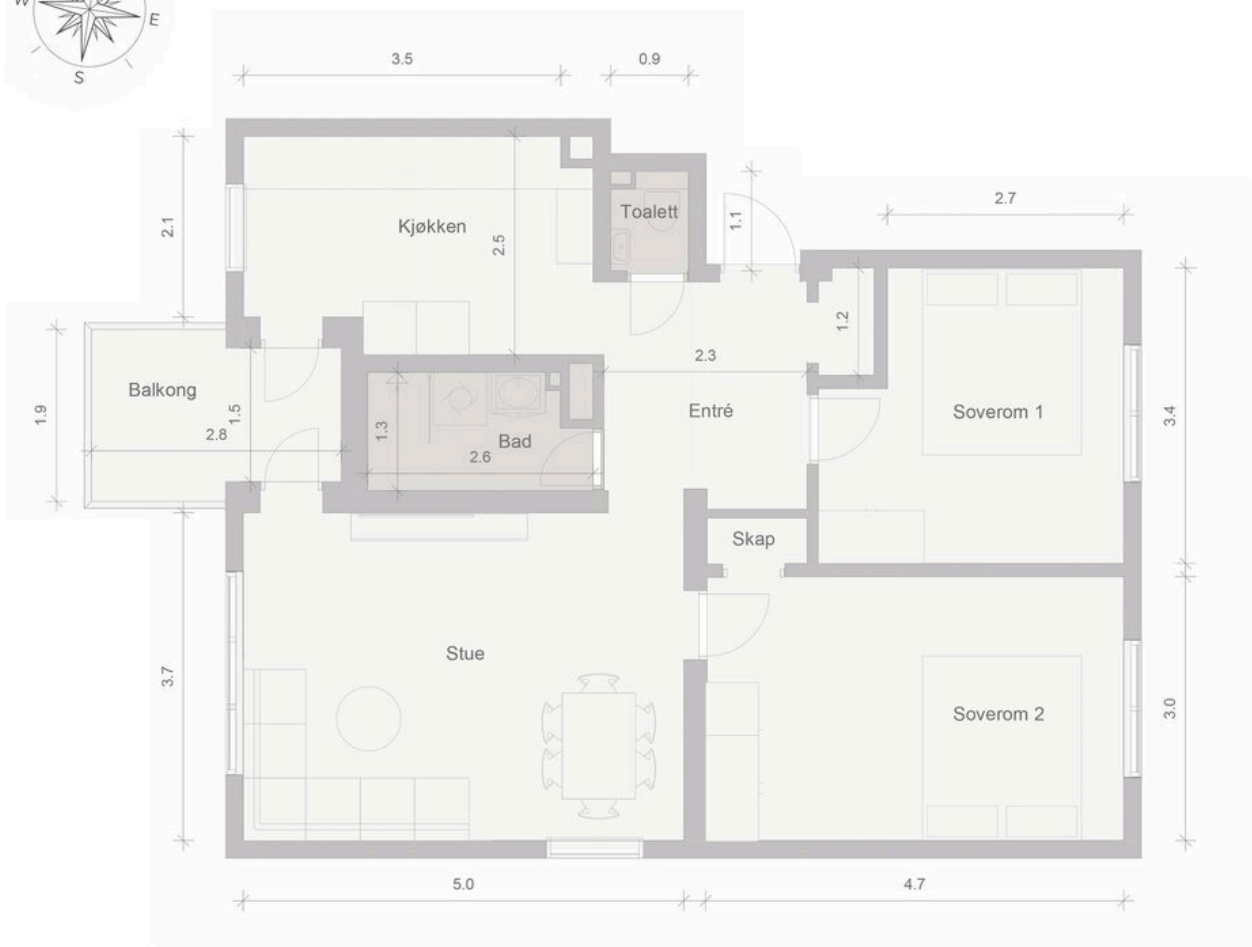 W
E
S
3.5
0.9
2.1
Kjøkken
2.5
Toalett
1.1
2.7
1.2
2.3
Balkong
1.9
1.5
2.8
1.3
Bad
2.6
Entré
Soverom 1
3.4
Skap
3.7
Stue
Soverom 2
3.0
5.0
4.7